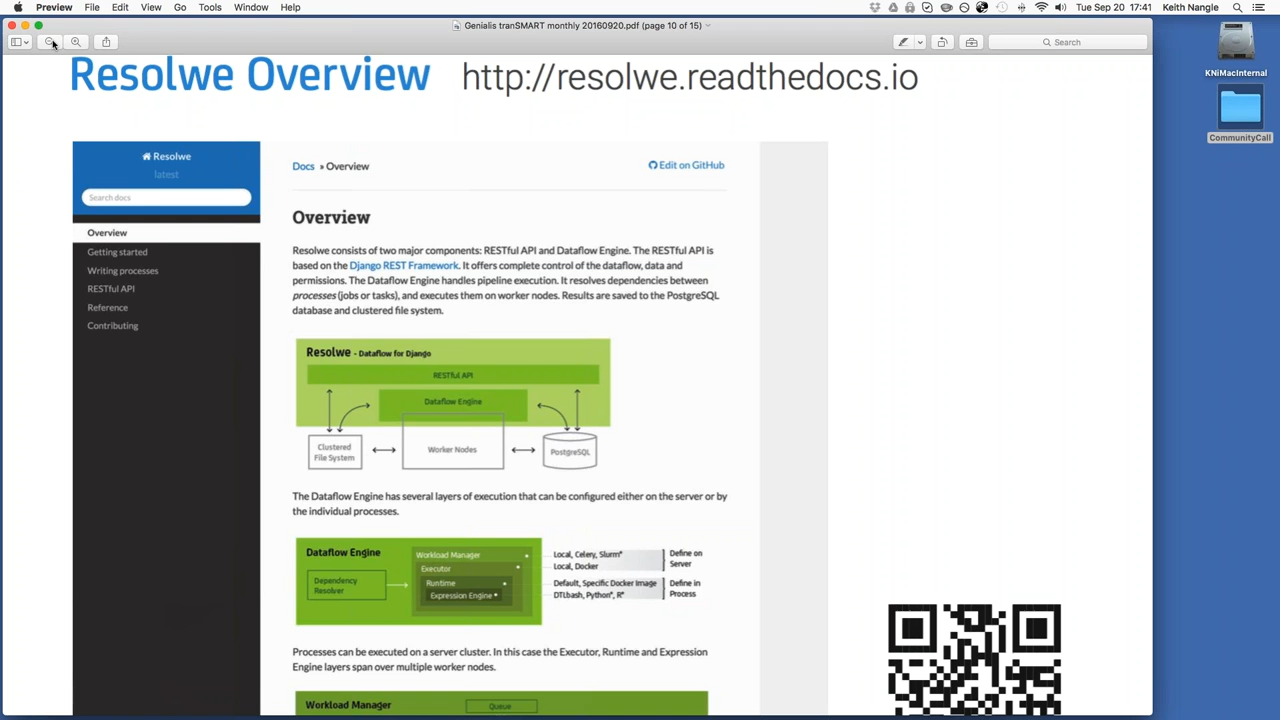 Preview File Edit View Go Tools Window Help
Tue Sep 20 17:41 Keith Nangle
Genialis tranSMART monthly 20160920.pdf (page 10 of 15)
Search
KNiMacInternal
CommunityCall
Resolwe Overview http://resolwe.readthedocs.io
Resolwe
latest
Search docs
Overview
Getting started
Writing processes
RESTful API
Reference
Contributing
Docs » Overview
Edit on GitHub
Overview
Resolwe consists of two major components: RESTful API and Dataflow Engine. The RESTful API is
based on the Django REST Framework. It offers complete control of the dataflow, data and
permissions. The Dataflow Engine handles pipeline execution. It resolves dependencies between
processes (jobs or tasks), and executes them on worker nodes. Results are saved to the PostgreSQL
database and clustered file system.
Resolwe - Dataflow for Django
RESTful API
Dataflow Engine
Clustered
File System
Worker Nodes
PostgreSQL
The Dataflow Engine has several layers of execution that can be configured either on the server or by
the individual processes.
Dataflow Engine
Dependency
Resolver
Workload Manager
Executor
Runtime
Expression Engine
Local, Celery, Slurm*
Local, Docker
Default, Specific Docker Image
DTLbash, Python*, R*
Define on
Server
Define in
Process
Processes can be executed on a server cluster. In this case the Executor, Runtime and Expression
Engine layers span over multiple worker nodes.
Workload Manager
Queue